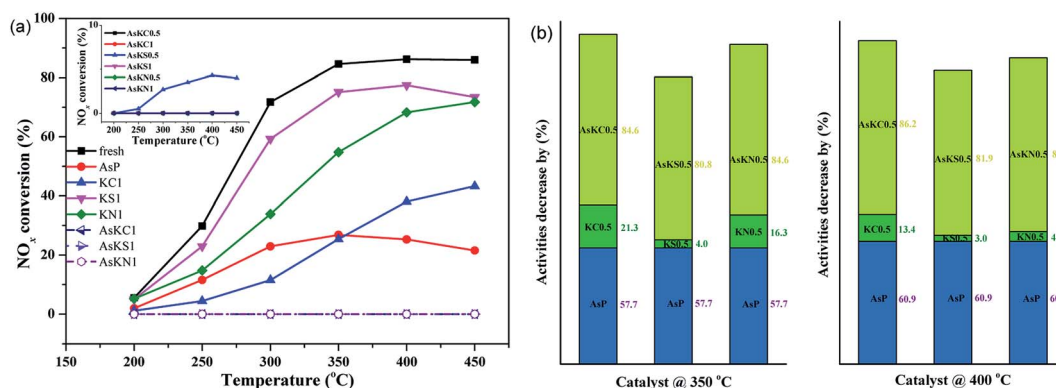 (a)
NOₓ conversion (%)
100
80
60
40
20
0
150
200
250
300
350
400
450
Temperature (°C)
fresh
AsP
KC1
KS1
KN1
AsKC1
AsKS1
AsKN1
NOₓ conversion (%)
10
0
AsKC0.5
AsKC1
AsKS0.5
AsKS1
AsKN0.5
AsKN1
200 250 300 350 400 450
Temperature (°C)
(b)
Activities decrease by (%)
AsKC0.5 84.6
KC0.5 21.3
AsP 57.7
AsKS0.5 80.8
KS0.5 4.0
AsP 57.7
AsKN0.5 84.6
KN0.5 16.3
AsP 57.7
Catalyst @ 350 °C
Activities decrease by (%)
AsKC0.5 86.2
KC0.5 13.4
AsP 60.9
AsKS0.5 81.9
KS0.5 3.0
AsP 60.9
AsKN0.5
KN0.5
AsP
Catalyst @ 400 °C